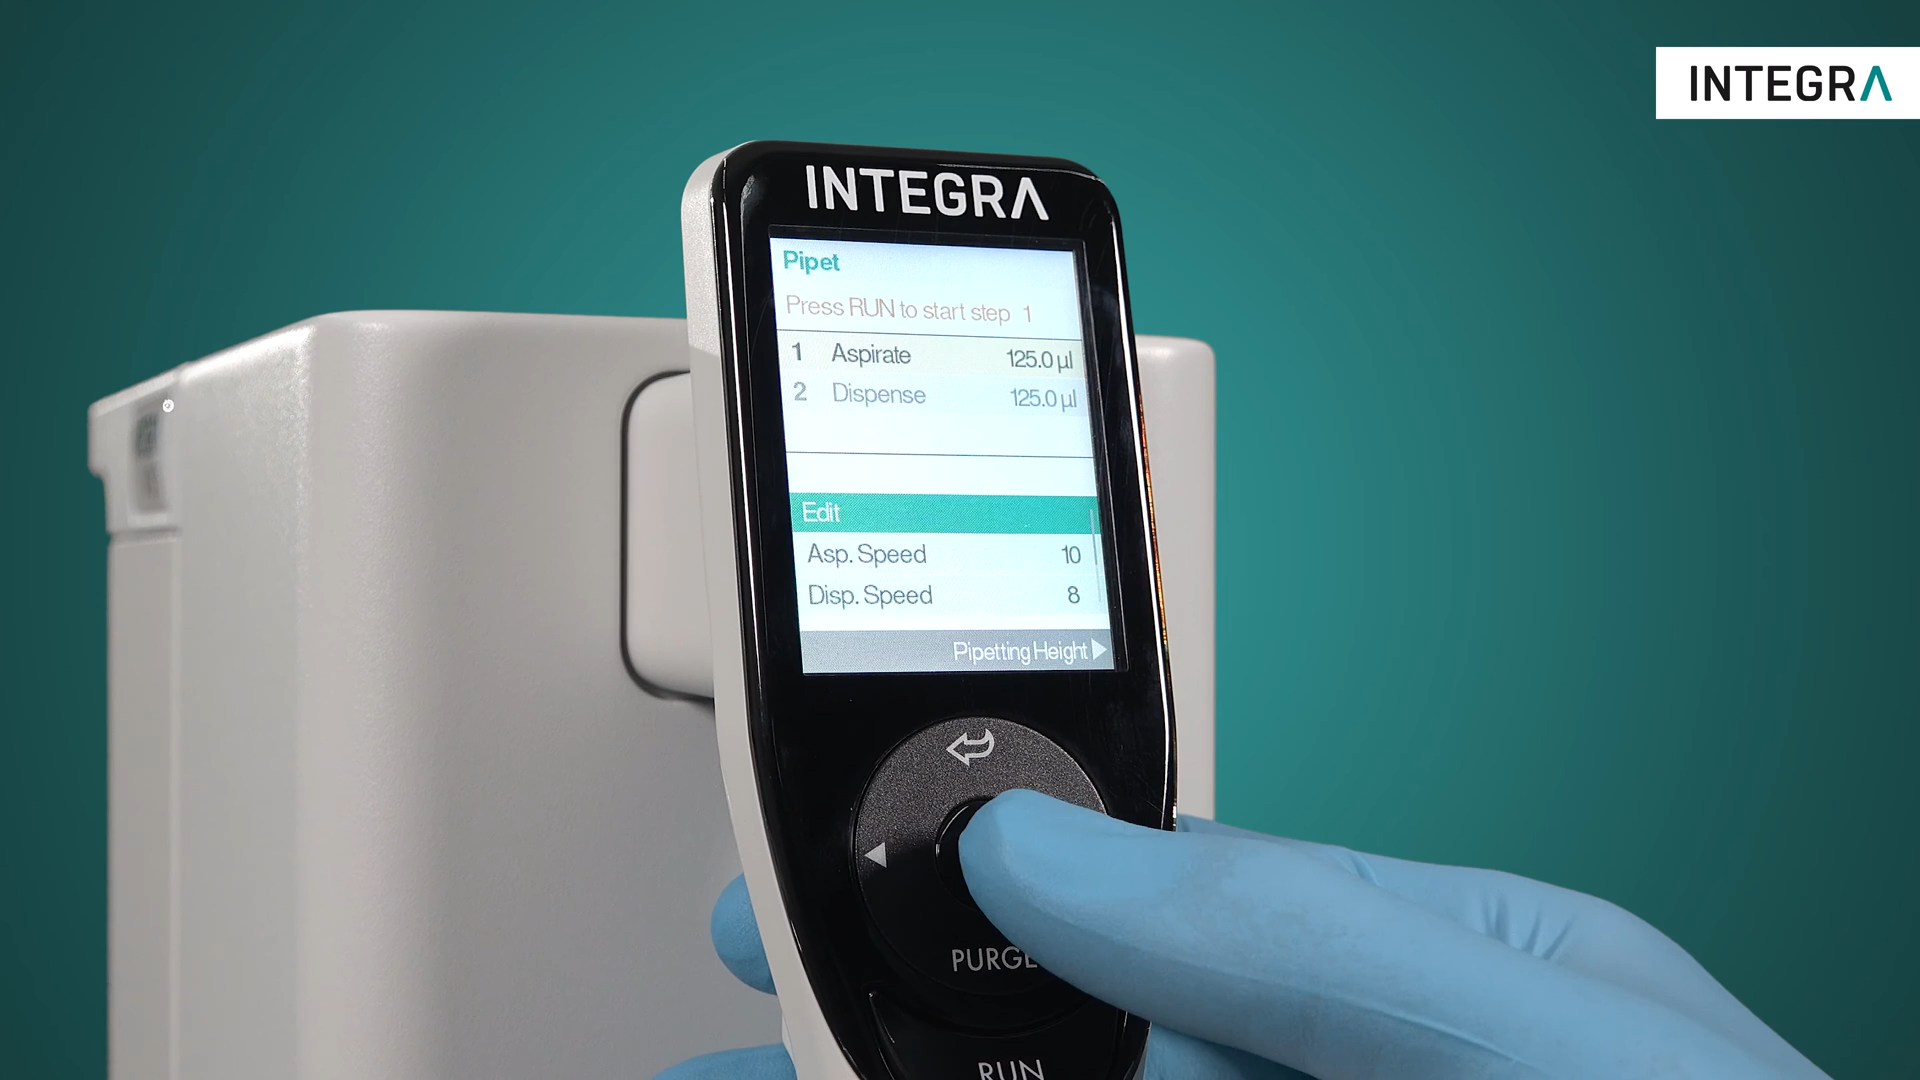 INTEGRA
INTEGRA
Pipet
Press RUN to start step 1
1 Aspirate 125.0 µl
2 Dispense 125.0 µl
Edit
Asp. Speed 10
Disp. Speed 8
Pipetting Height
PURGE
RUN